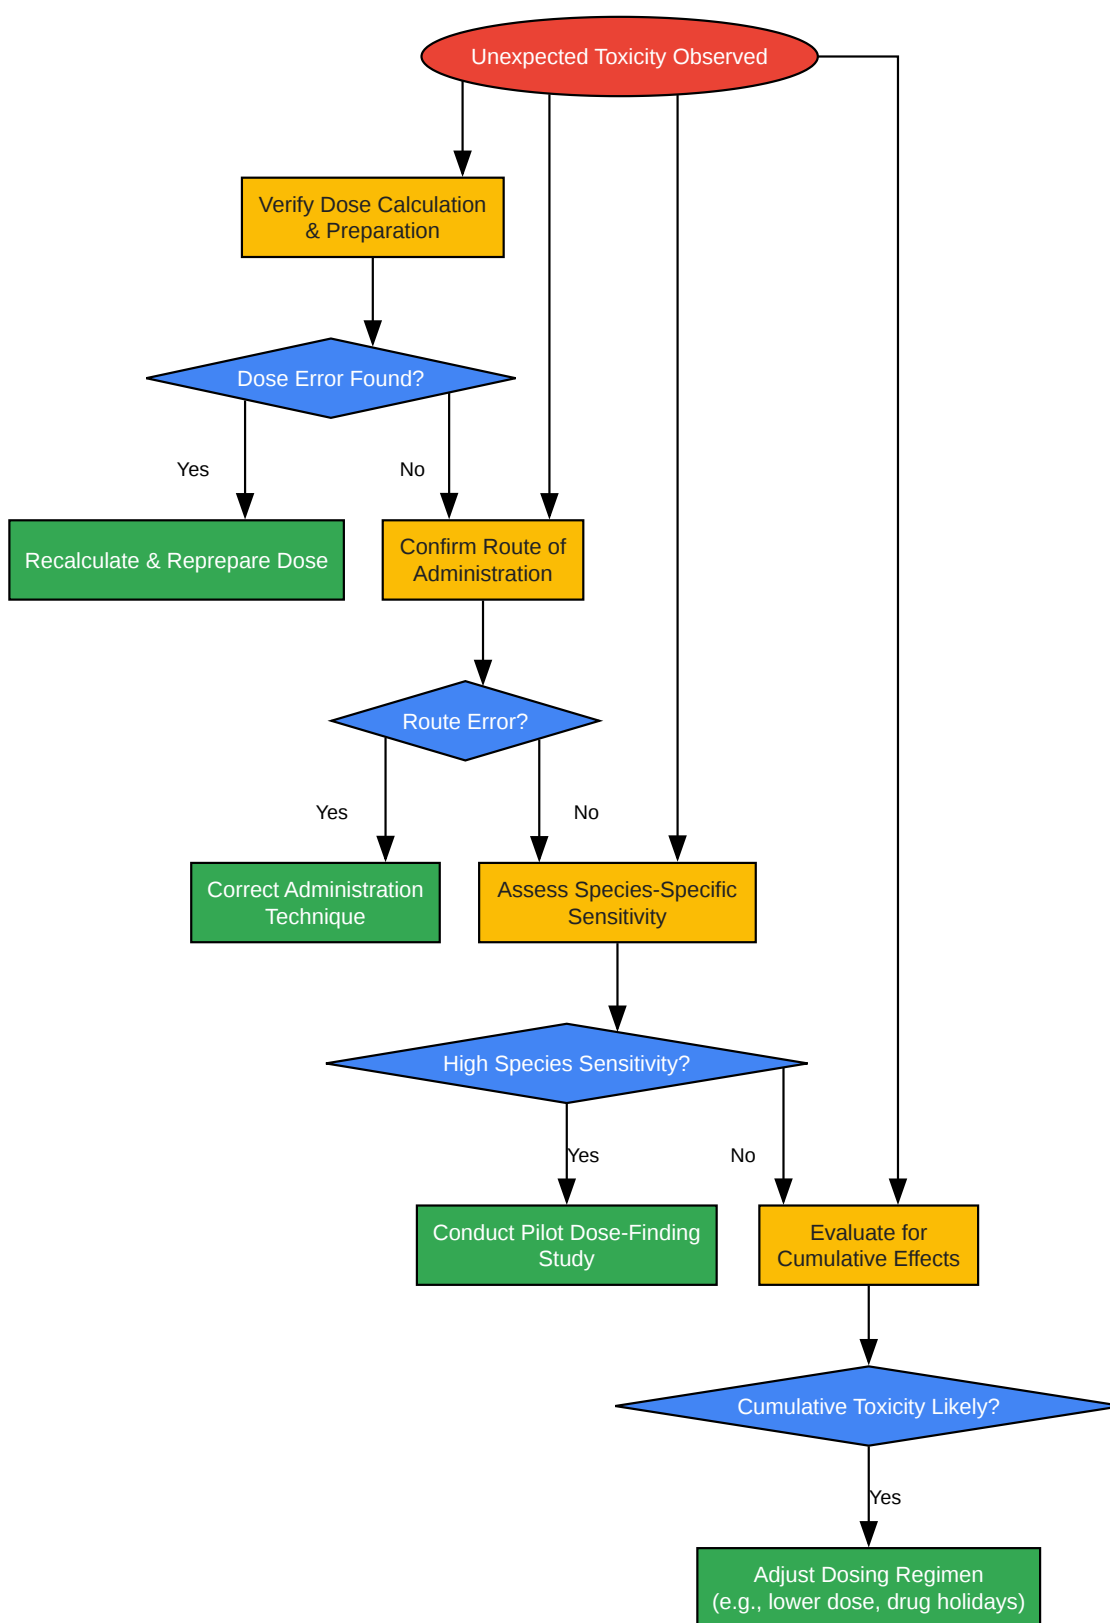 Unexpected Toxicity Observed
Verify Dose Calculation
& Preparation
Dose Error Found?
Yes
No
Recalculate & Reprepare Dose
Confirm Route of
Administration
Route Error?
Yes
No
Correct Administration
Technique
Assess Species-Specific
Sensitivity
High Species Sensitivity?
Yes
No
Conduct Pilot Dose-Finding
Study
Evaluate for
Cumulative Effects
Cumulative Toxicity Likely?
Yes
Adjust Dosing Regimen
(e.g., lower dose, drug holidays)